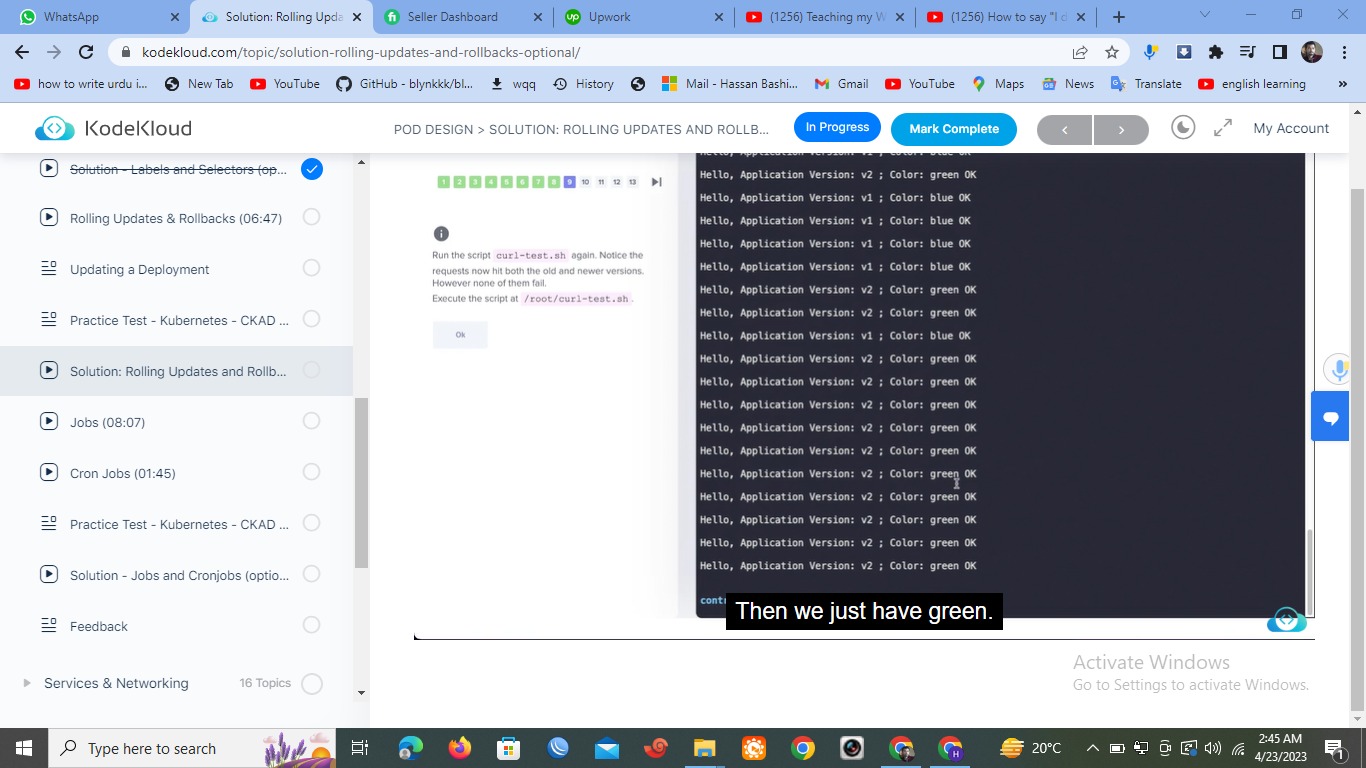 WhatsApp
Solution: Rolling Upda
Seller Dashboard
Upwork
(1256) Teaching my W
(1256) How to say "I d
kodekloud.com/topic/solution-rolling-updates-and-rollbacks-optional/
how to write urdu i...
New Tab
YouTube
GitHub - blynkkk/bl...
wqq
History
Mail - Hassan Bashi...
Gmail
YouTube
Maps
News
Translate
english learning
»
KodeKloud
POD DESIGN > SOLUTION: ROLLING UPDATES AND ROLLB...
In Progress
Mark Complete
<
>
My Account
Solution - Labels and Selectors (op...
Rolling Updates & Rollbacks (06:47)
Updating a Deployment
Practice Test - Kubernetes - CKAD ...
Solution: Rolling Updates and Rollb...
Jobs (08:07)
Cron Jobs (01:45)
Practice Test - Kubernetes - CKAD ...
Solution - Jobs and Cronjobs (optio...
Feedback
Services & Networking
16 Topics
1 2 3 4 5 6 7 8 9 10 11 12 13
Run the script curl-test.sh again. Notice the
requests now hit both the old and newer versions.
However none of them fail.
Execute the script at /root/curl-test.sh.
Ok
Hello, Application Version: v1 ; Color: blue OK
Hello, Application Version: v2 ; Color: green OK
Hello, Application Version: v1 ; Color: blue OK
Hello, Application Version: v1 ; Color: blue OK
Hello, Application Version: v1 ; Color: blue OK
Hello, Application Version: v1 ; Color: blue OK
Hello, Application Version: v2 ; Color: green OK
Hello, Application Version: v2 ; Color: green OK
Hello, Application Version: v1 ; Color: blue OK
Hello, Application Version: v2 ; Color: green OK
Hello, Application Version: v2 ; Color: green OK
Hello, Application Version: v2 ; Color: green OK
Hello, Application Version: v2 ; Color: green OK
Hello, Application Version: v2 ; Color: green OK
Hello, Application Version: v2 ; Color: green OK
Hello, Application Version: v2 ; Color: green OK
Hello, Application Version: v2 ; Color: green OK
Hello, Application Version: v2 ; Color: green OK
Hello, Application Version: v2 ; Color: green OK
contr
Then we just have green.
Activate Windows
Go to Settings to activate Windows.
Type here to search
20°C
2:45 AM
4/23/2023
1